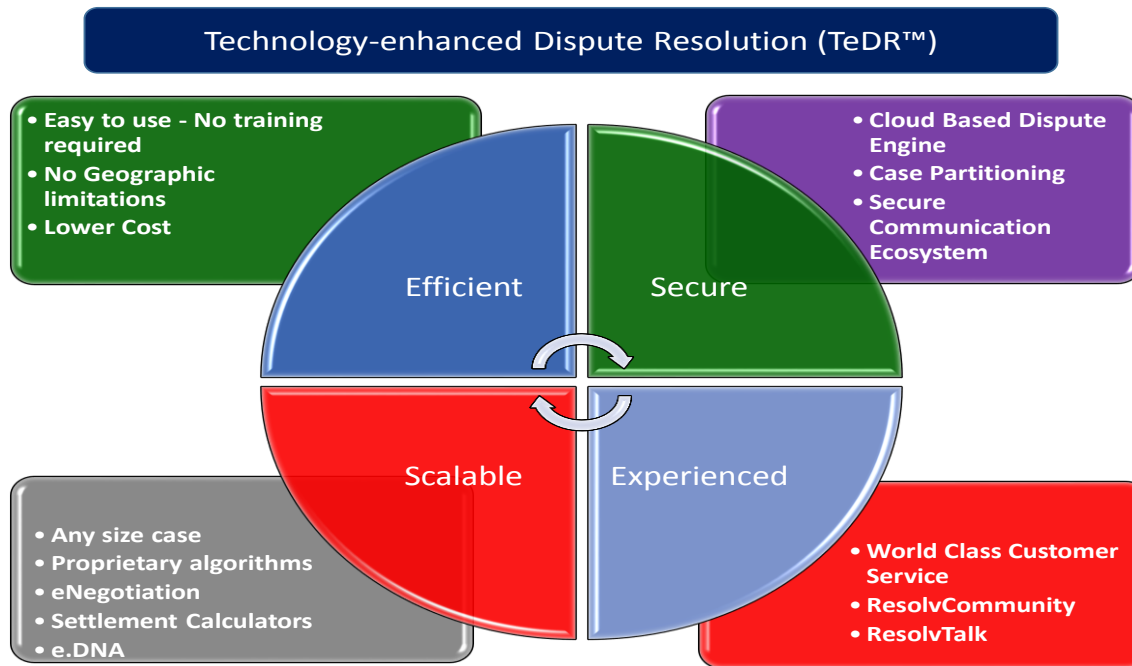 Technology-enhanced Dispute Resolution (TeDR™)
• Easy to use - No training
required
• No Geographic
limitations
• Lower Cost
• Cloud Based Dispute
Engine
• Case Partitioning
• Secure
Communication
Ecosystem
Efficient
Secure
Scalable
Experienced
• Any size case
• Proprietary algorithms
• eNegotiation
• Settlement Calculators
• e.DNA
• World Class Customer
Service
• ResolvCommunity
• ResolvTalk